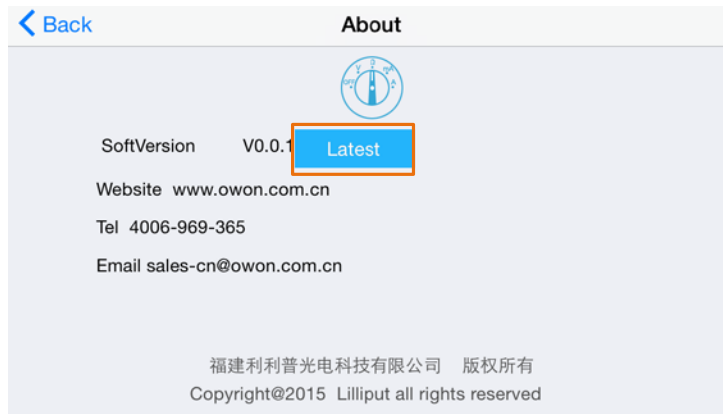 Back About
OFF V Ω mA A
SoftVersion V0.0.1 Latest
Website www.owon.com.cn
Tel 4006-969-365
Email sales-cn@owon.com.cn
福建利利普光电科技有限公司 版权所有
Copyright@2015 Lilliput all rights reserved